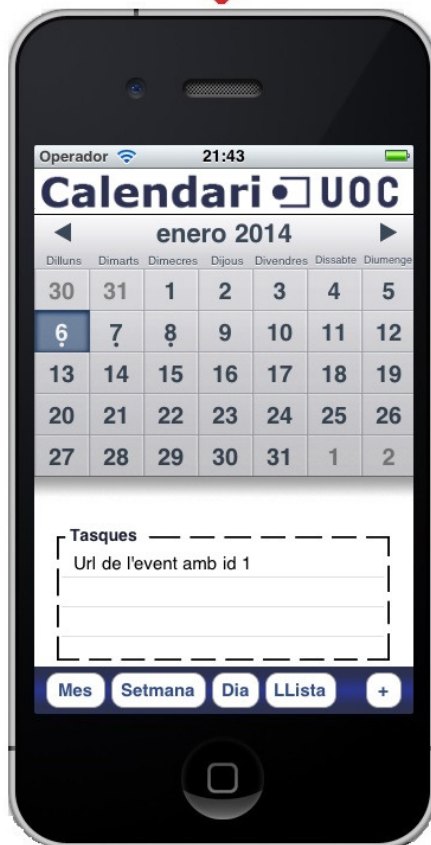 Operador 21:43
Calendari UOC
enero 2014
Dilluns Dimarts Dimecres Dijous Divendres Dissabte Diumenge
30 31 1 2 3 4 5
6 7 8 9 10 11 12
13 14 15 16 17 18 19
20 21 22 23 24 25 26
27 28 29 30 31 1 2
Tasques
Url de l'event amb id 1
Mes Setmana Dia LLista +